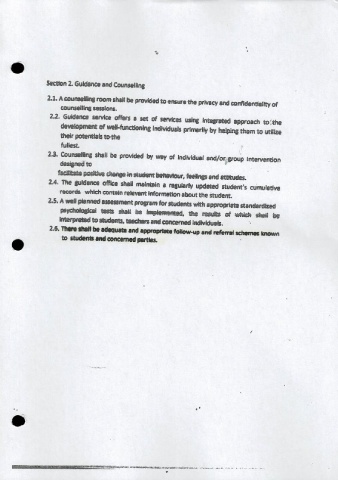 Section 2. Guidance and Counselling
2.1. A counselling room shall be provided to ensure the privacy and confidentiality of
counselling sessions.
2.2. Guidance service offers a set of services using integrated approach to the
development of well-functioning individuals primarily by helping them to utilize
their potentials to the
fullest.
2.3. Counselling shall be provided by way of individual and/or group intervention
designed to
facilitate positive change in student behaviour, feelings and attitudes.
2.4. The guidance office shall maintain a regularly updated student's cumulative
records which contain relevant information about the student.
2.5. A well planned assessment program for students with appropriate standardized
psychological tests shall be implemented, the results of which shall be
interpreted to students, teachers and concerned individuals.
2.6. There shall be adequate and appropriate follow-up and referral schemes known
to students and concerned parties.